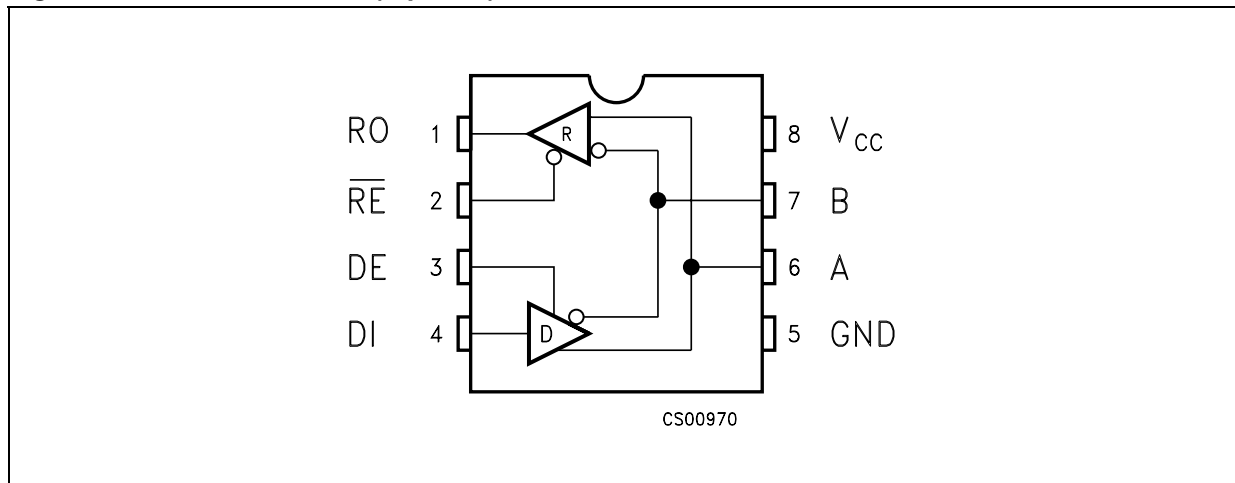 RO 1 R 8 VCC
RE 2 7 B
DE 3 6 A
DI 4 D 5 GND
CS00970